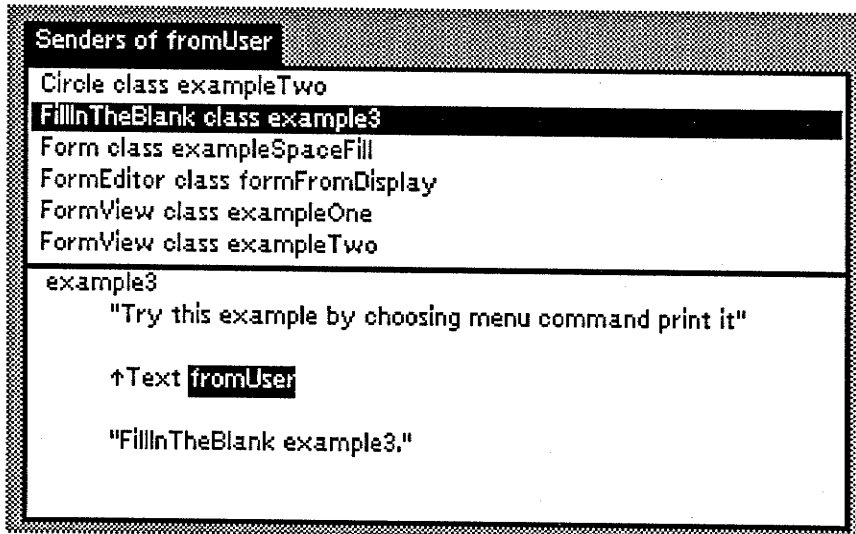 Senders of fromUser
Circle class exampleTwo
FillInTheBlank class example3
Form class exampleSpaceFill
FormEditor class formFromDisplay
FormView class exampleOne
FormView class exampleTwo
example3
"Try this example by choosing menu command print it"
↑Text fromUser
"FillInTheBlank example3."